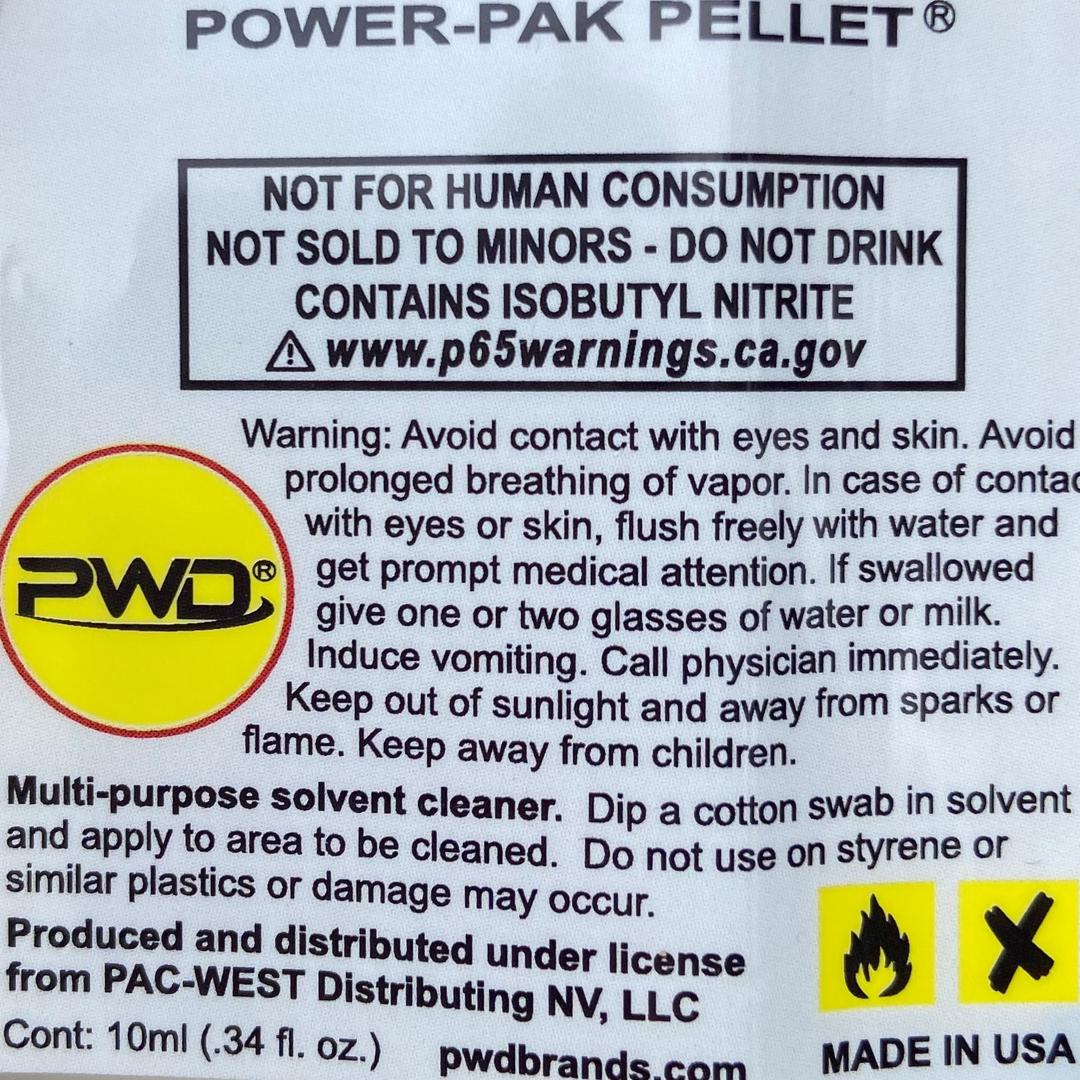 POWER-PAK PELLET®
NOT FOR HUMAN CONSUMPTION
NOT SOLD TO MINORS - DO NOT DRINK
CONTAINS ISOBUTYL NITRITE
⚠ www.p65warnings.ca.gov
Warning: Avoid contact with eyes and skin. Avoid
prolonged breathing of vapor. In case of contac
with eyes or skin, flush freely with water and
get prompt medical attention. If swallowed
give one or two glasses of water or milk.
Induce vomiting. Call physician immediately.
Keep out of sunlight and away from sparks or
flame. Keep away from children.
PWD®
Multi-purpose solvent cleaner. Dip a cotton swab in solvent
and apply to area to be cleaned. Do not use on styrene or
similar plastics or damage may occur.
Produced and distributed under license
from PAC-WEST Distributing NV, LLC
Cont: 10ml (.34 fl. oz.) pwdbrands.com
MADE IN USA